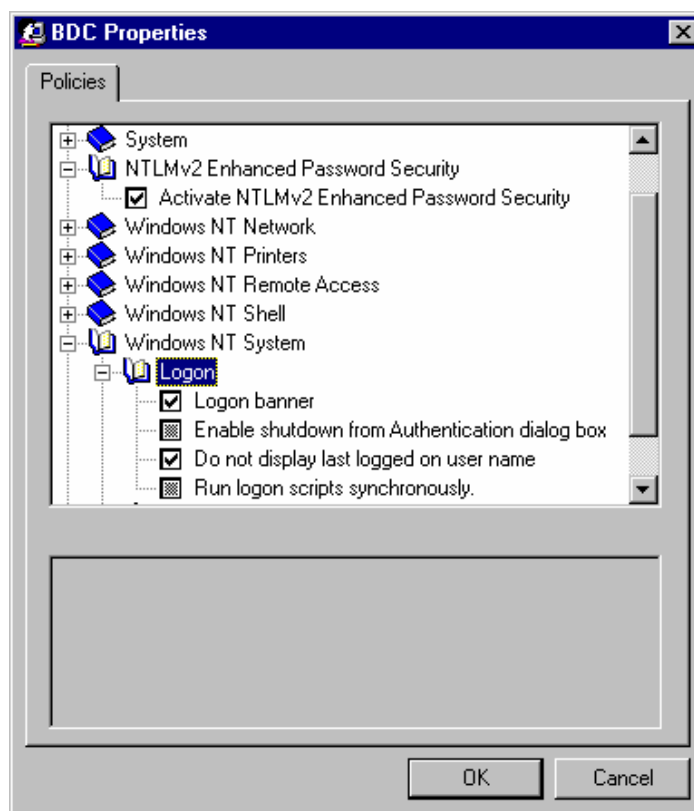 BDC Properties
Policies
System
NTLMv2 Enhanced Password Security
Activate NTLMv2 Enhanced Password Security
Windows NT Network
Windows NT Printers
Windows NT Remote Access
Windows NT Shell
Windows NT System
Logon
Logon banner
Enable shutdown from Authentication dialog box
Do not display last logged on user name
Run logon scripts synchronously.
OK
Cancel